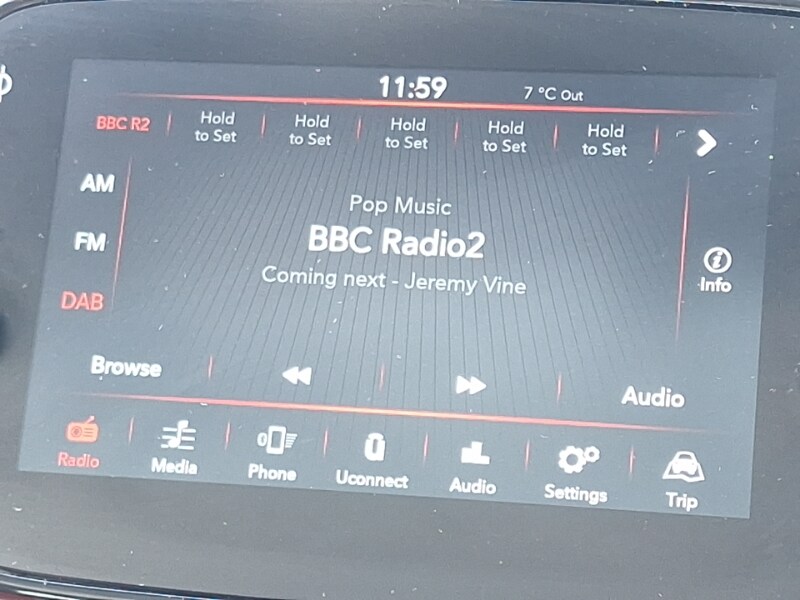 11:59
7 °C Out
BBC R2
Hold
to Set
Hold
to Set
Hold
to Set
Hold
to Set
Hold
to Set
AM
FM
DAB
Pop Music
BBC Radio2
Coming next - Jeremy Vine
Info
Browse
Audio
Radio
Media
Phone
Uconnect
Audio
Settings
Trip